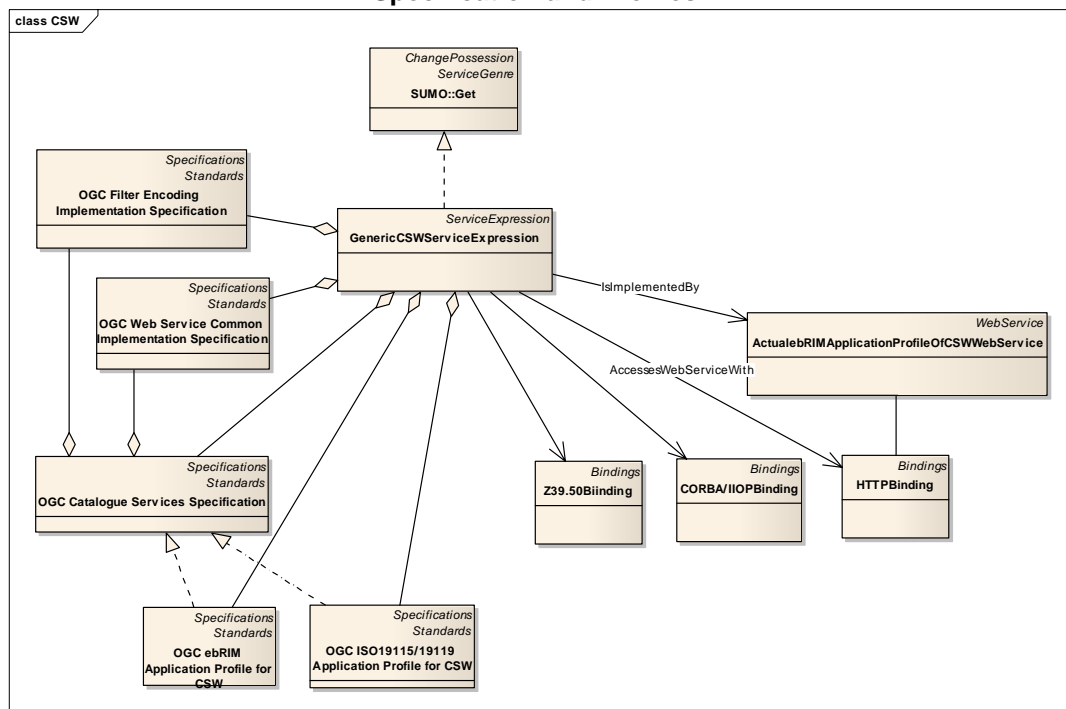 class CSW
ChangePossession
ServiceGenre
SUMO::Get
Specifications
Standards
OGC Filter Encoding
Implementation Specification
ServiceExpression
GenericCSWServiceExpression
Specifications
Standards
OGC Web Service Common
Implementation Specification
IsImplementedBy
WebService
ActualebRIMApplicationProfileOfCSWWebService
AccessesWebServiceWith
Specifications
Standards
OGC Catalogue Services Specification
Bindings
Z39.50Biinding
Bindings
CORBA/IIOPBinding
Bindings
HTTPBinding
Specifications
Standards
OGC ebRIM
Application Profile for
CSW
Specifications
Standards
OGC ISO19115/19119
Application Profile for CSW